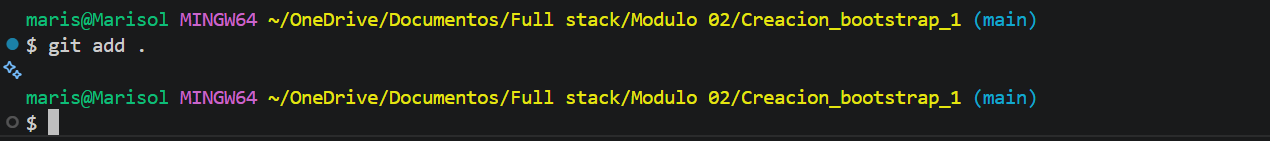 maris@Marisol MINGW64 ~/OneDrive/Documentos/Full stack/Modulo 02/Creacion_bootstrap_1 (main)
$ git add .
maris@Marisol MINGW64 ~/OneDrive/Documentos/Full stack/Modulo 02/Creacion_bootstrap_1 (main)
$